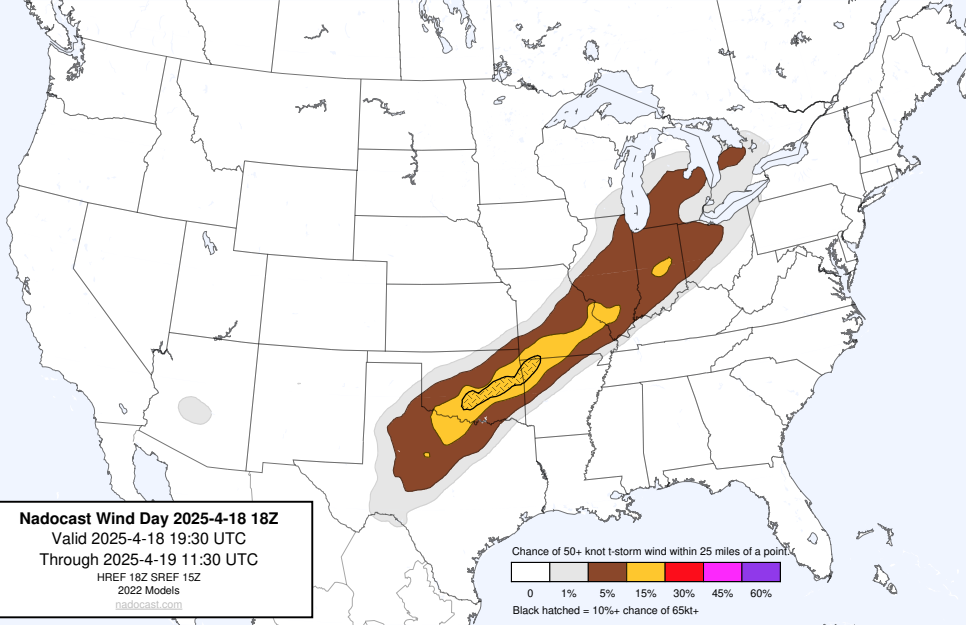 Nadocast Wind Day 2025-4-18 18Z
Valid 2025-4-18 19:30 UTC
Through 2025-4-19 11:30 UTC
HREF 18Z SREF 15Z
2022 Models
nadocast.com
Chance of 50+ knot t-storm wind within 25 miles of a point.
0 1% 5% 15% 30% 45% 60%
Black hatched = 10%+ chance of 65kt+